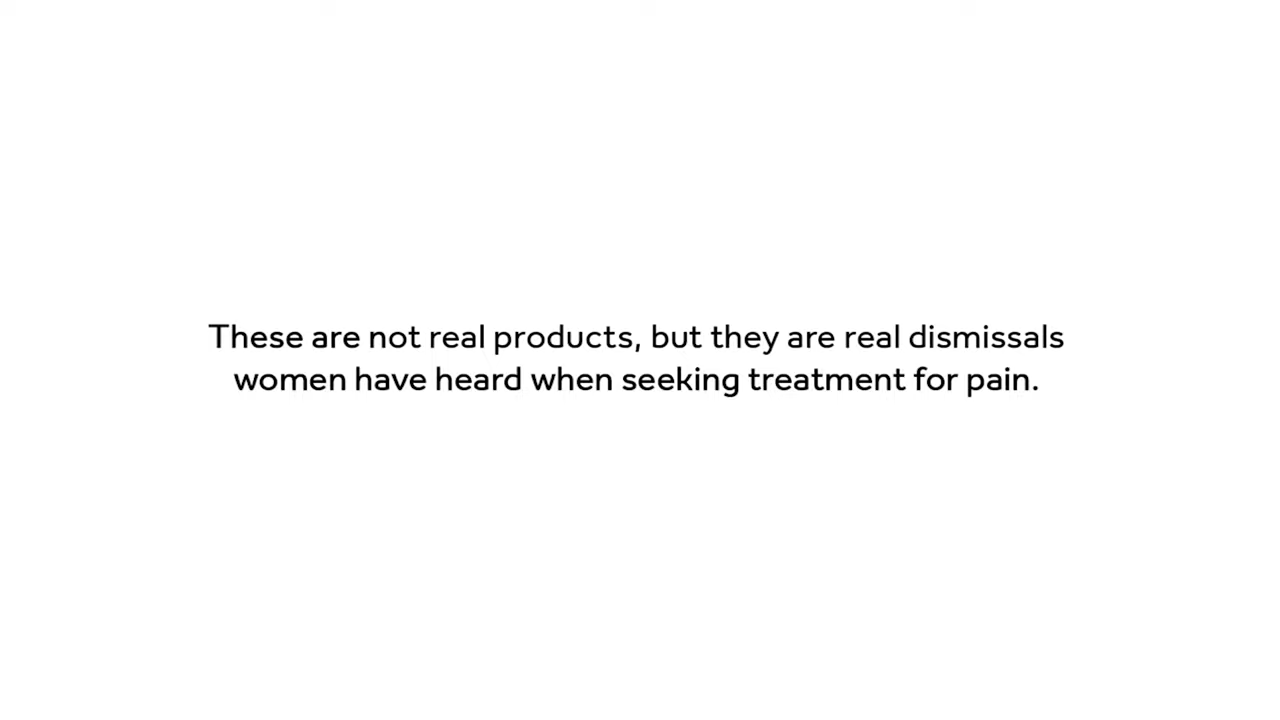 These are not real products, but they are real dismissals
women have heard when seeking treatment for pain.